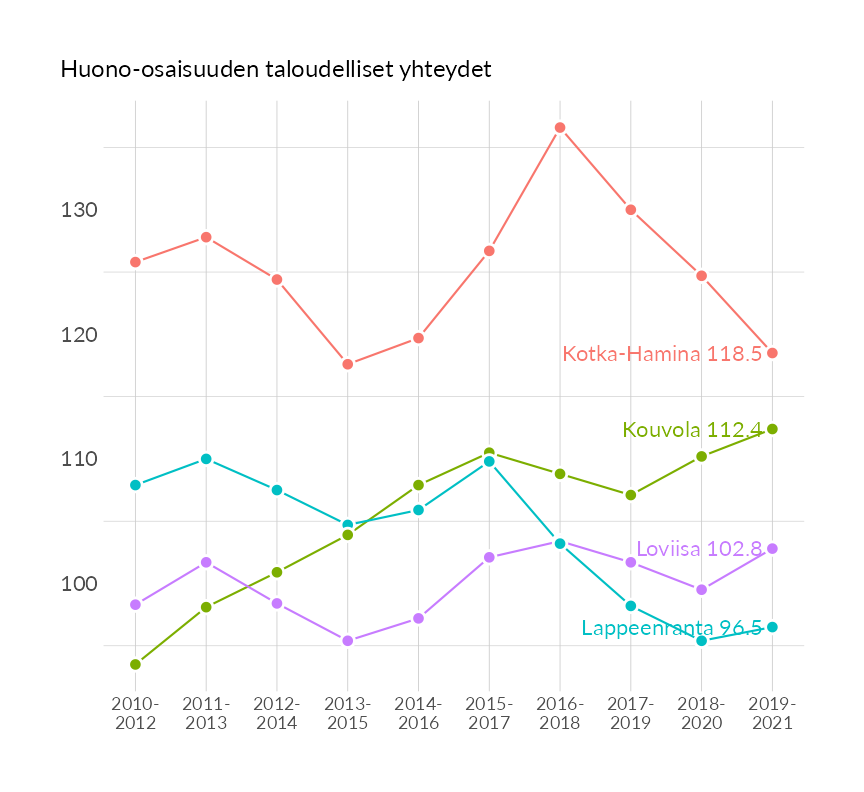 Huono-osaisuuden taloudelliset yhteydet
130
120
110
100
Kotka-Hamina 118.5
Kouvola 112.4
Loviisa 102.8
Lappeenranta 96.5
2010- 2011- 2012- 2013- 2014- 2015- 2016- 2017- 2018- 2019-
2012 2013 2014 2015 2016 2017 2018 2019 2020 2021